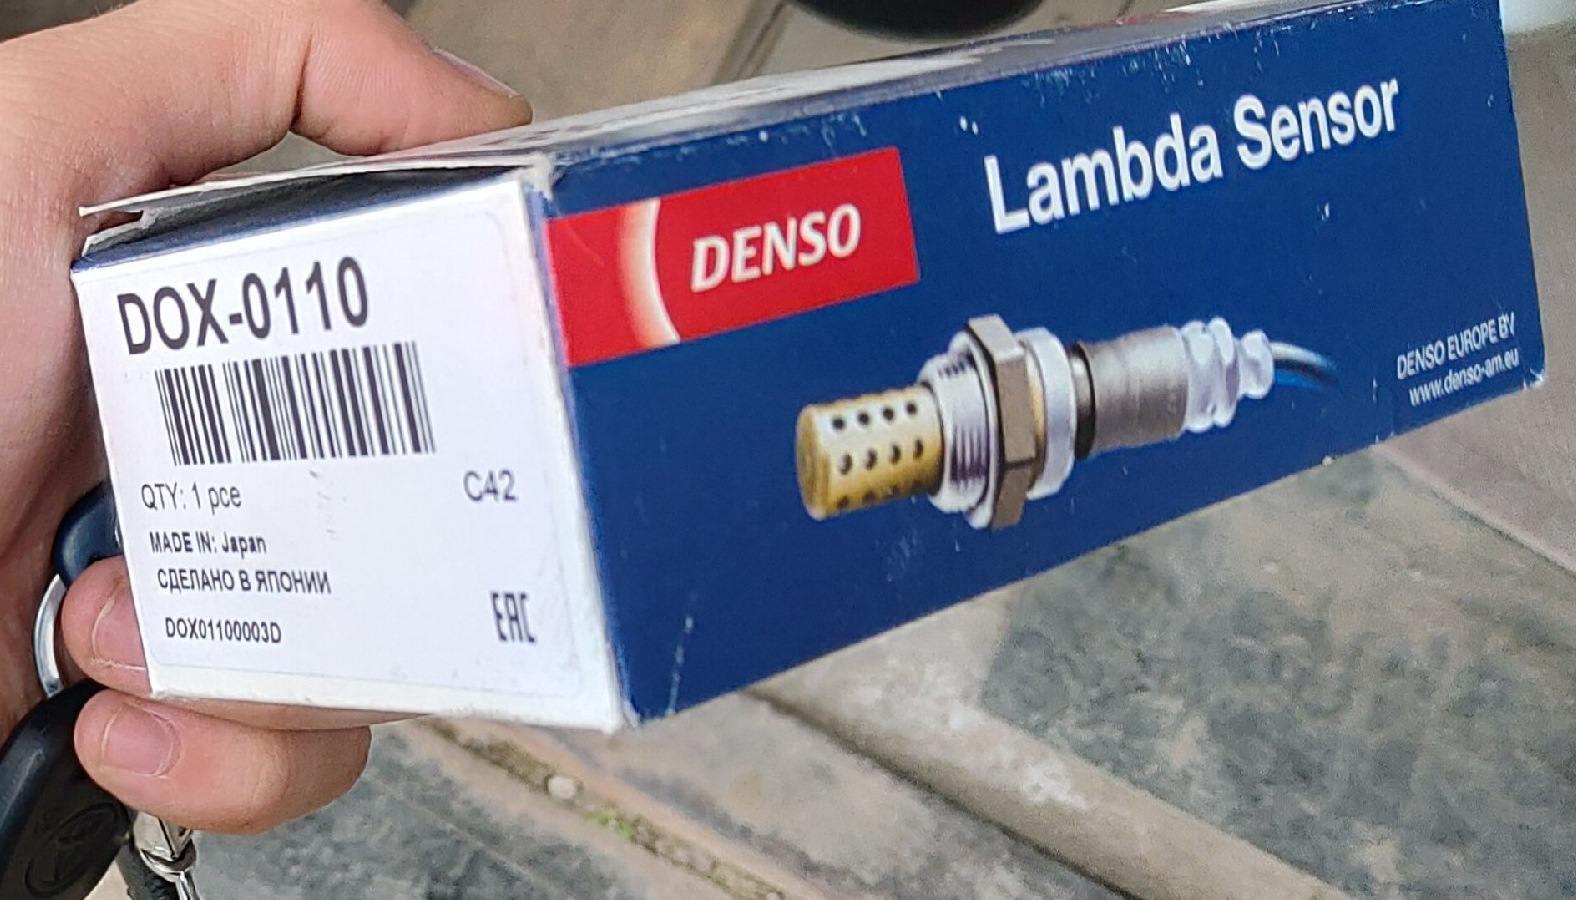 DOX-0110
QTY: 1 pce
C42
MADE IN: Japan
СДЕЛАНО В ЯПОНИИ
DOX01100003D
EAC
DENSO
Lambda Sensor
DENSO EUROPE BV
www.denso-am.eu